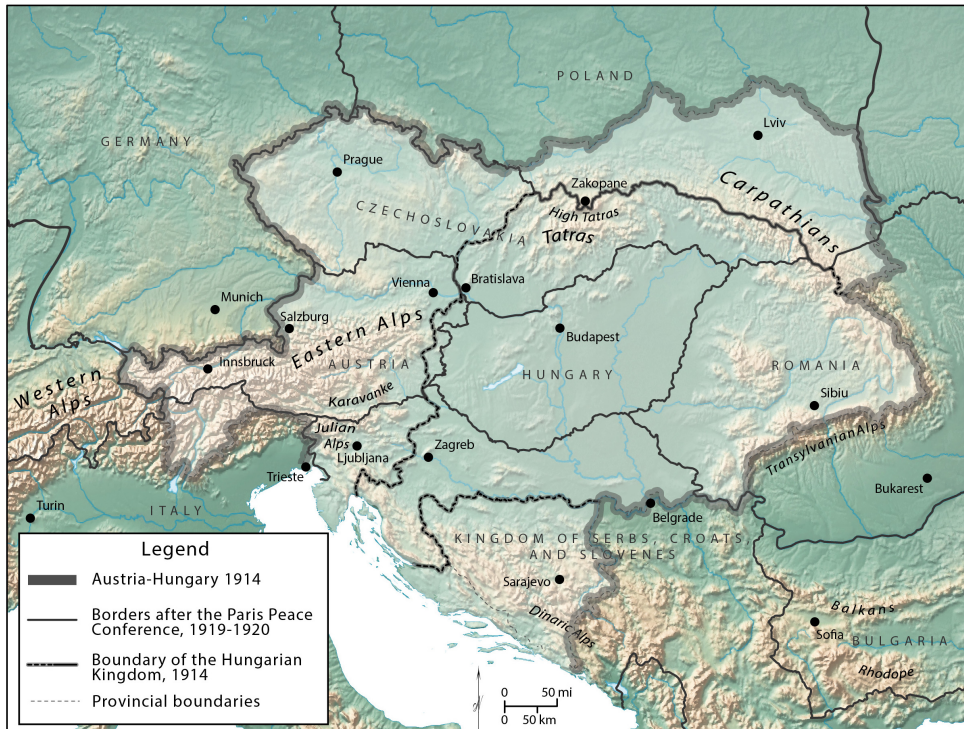 POLAND
GERMANY
Lviv
Prague
Zakopane
High Tatras
Tatras
Carpathians
CZECHOSLOVAKIA
Vienna
Bratislava
Munich
Salzburg
Eastern Alps
Budapest
Innsbruck
AUSTRIA
HUNGARY
ROMANIA
Western
Alps
Karavanke
Sibiu
Julian
Alps
Ljubljana
Zagreb
Transylvanian Alps
Trieste
Bukarest
Turin
ITALY
Belgrade
KINGDOM OF SERBS, CROATS
AND SLOVENES
Sarajevo
Dinaric Alps
Balkans
Sofia
BULGARIA
Rhodope
Legend
Austria-Hungary 1914
Borders after the Paris Peace
Conference, 1919-1920
Boundary of the Hungarian
Kingdom, 1914
Provincial boundaries
0 50 mi
0 50 km